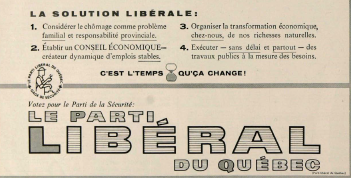 LA SOLUTION LIBÉRALE:
1. Considérer le chômage comme problème
familial et responsabilité provinciale.
2. Établir un CONSEIL ÉCONOMIQUE—
créateur dynamique d'emplois stables.
3. Organiser la transformation économique,
chez-nous, de nos richesses naturelles.
4. Exécuter — sans délai et partout — des
travaux publics à la mesure des besoins.
C'EST L'TEMPS QU'ÇA CHANGE!
Votez pour le Parti de la Sécurité:
LE PARTI
LIBÉRAL
DU QUÉBEC